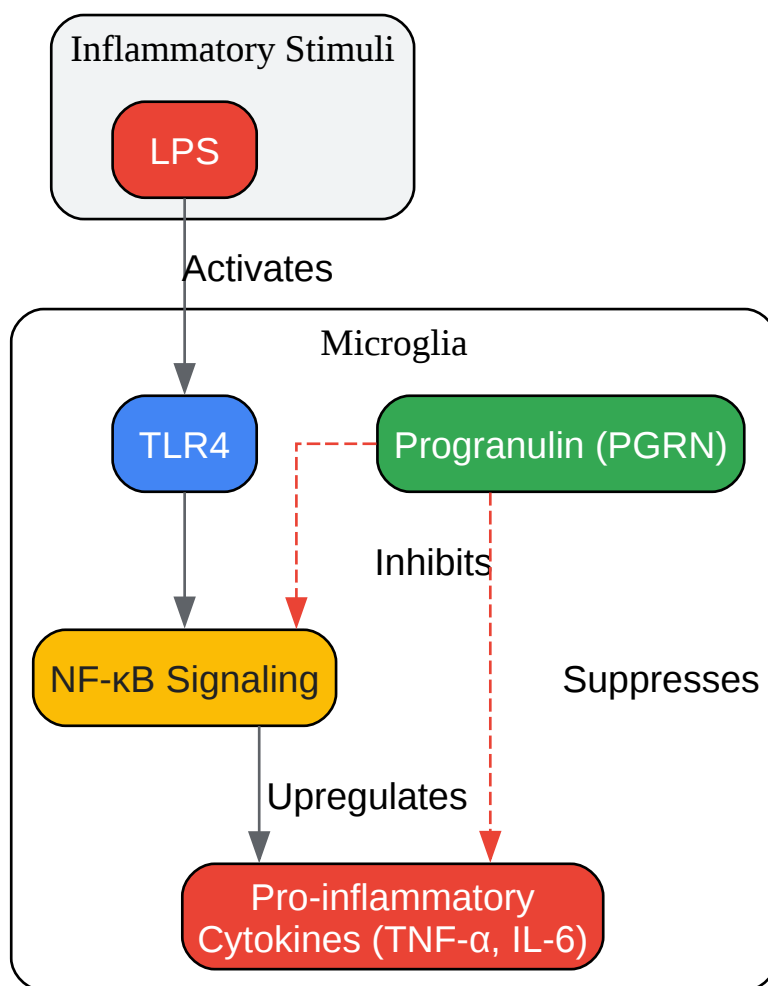 Inflammatory Stimuli
LPS
Activates
Microglia
TLR4
Progranulin (PGRN)
Inhibits
NF-κB Signaling
Suppresses
Upregulates
Pro-inflammatory
Cytokines (TNF-α, IL-6)